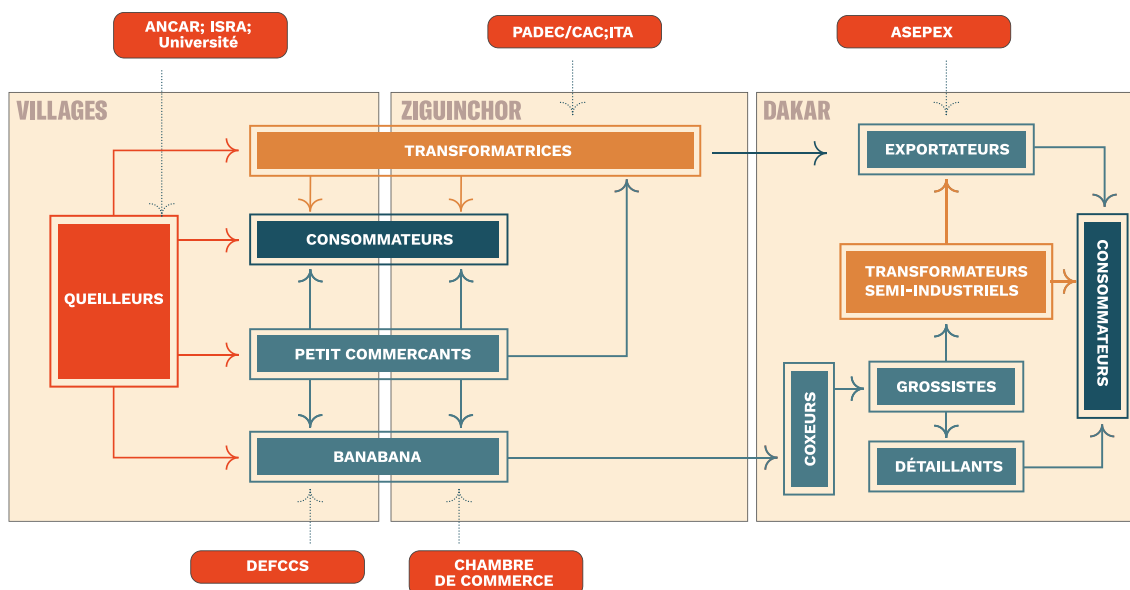 ANCAR; ISRA;
Université
PADEC/CAC;ITA
ASEPEX
VILLAGES
ZIGUINCHOR
DAKAR
TRANSFORMATRICES
EXPORTATEURS
CONSOMMATEURS
QUEILLEURS
TRANSFORMATEURS
SEMI-INDUSTRIELS
CONSOMMATEURS
PETIT COMMERCANTS
GROSSISTES
COXEURS
BANABANA
DÉTAILLANTS
DEFCCS
CHAMBRE
DE COMMERCE